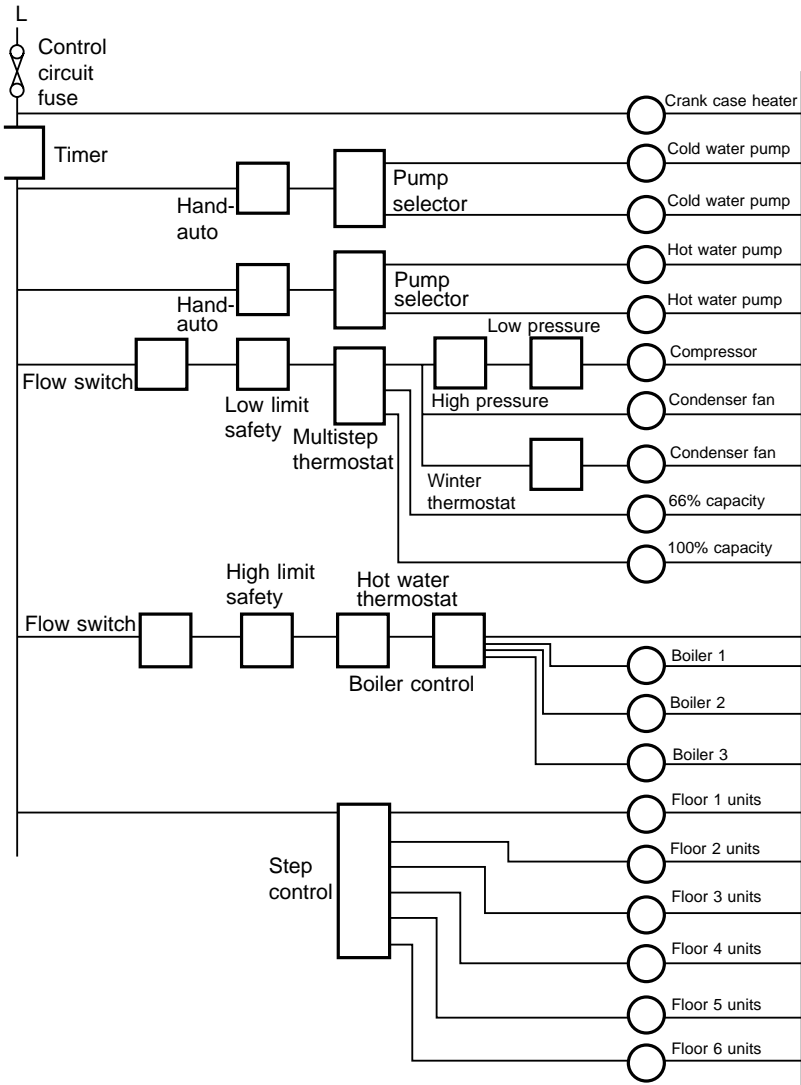 L
Control
circuit
fuse
Crank case heater
Timer
Cold water pump
Hand-
auto
Pump
selector
Cold water pump
Hot water pump
Hand-
auto
Pump
selector
Hot water pump
Low pressure
Compressor
Flow switch
Low limit
safety
Multistep
thermostat
High pressure
Condenser fan
Condenser fan
Winter
thermostat
66% capacity
100% capacity
High limit
safety
Hot water
thermostat
Flow switch
Boiler control
Boiler 1
Boiler 2
Boiler 3
Floor 1 units
Step
control
Floor 2 units
Floor 3 units
Floor 4 units
Floor 5 units
Floor 6 units